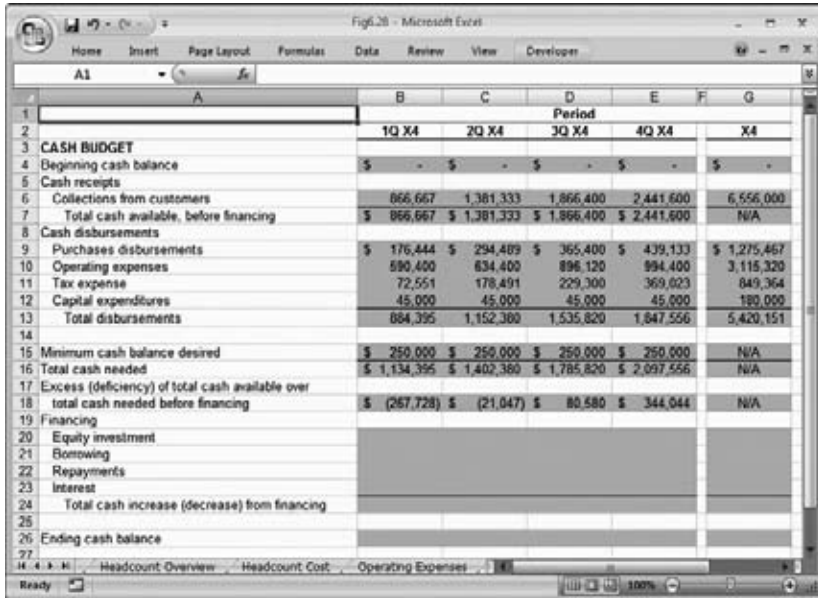 Fig6.28 - Microsoft Excel
Home Insert Page Layout Formulas Data Review View Developer
A1 fx
A B C D E F G
1 Period
2 1Q X4 2Q X4 3Q X4 4Q X4 X4
3 CASH BUDGET
4 Beginning cash balance $ - $ - $ - $ - $ -
5 Cash receipts
6 Collections from customers 866,667 1,381,333 1,866,400 2,441,600 6,556,000
7 Total cash available, before financing $ 866,667 $ 1,381,333 $ 1,866,400 $ 2,441,600 N/A
8 Cash disbursements
9 Purchases disbursements $ 176,444 $ 294,489 $ 365,400 $ 439,133 $ 1,275,467
10 Operating expenses 590,400 634,400 896,120 994,400 3,115,320
11 Tax expense 72,551 178,491 229,300 369,023 849,364
12 Capital expenditures 45,000 45,000 45,000 45,000 180,000
13 Total disbursements 884,395 1,152,380 1,535,820 1,847,556 5,420,151
14
15 Minimum cash balance desired $ 250,000 $ 250,000 $ 250,000 $ 250,000 N/A
16 Total cash needed $ 1,134,395 $ 1,402,380 $ 1,785,820 $ 2,097,556 N/A
17 Excess (deficiency) of total cash available over
18 total cash needed before financing $ (267,728) $ (21,047) $ 80,580 $ 344,044 N/A
19 Financing
20 Equity investment
21 Borrowing
22 Repayments
23 Interest
24 Total cash increase (decrease) from financing
25
26 Ending cash balance
27
Headcount Overview Headcount Cost Operating Expenses
Ready 100%